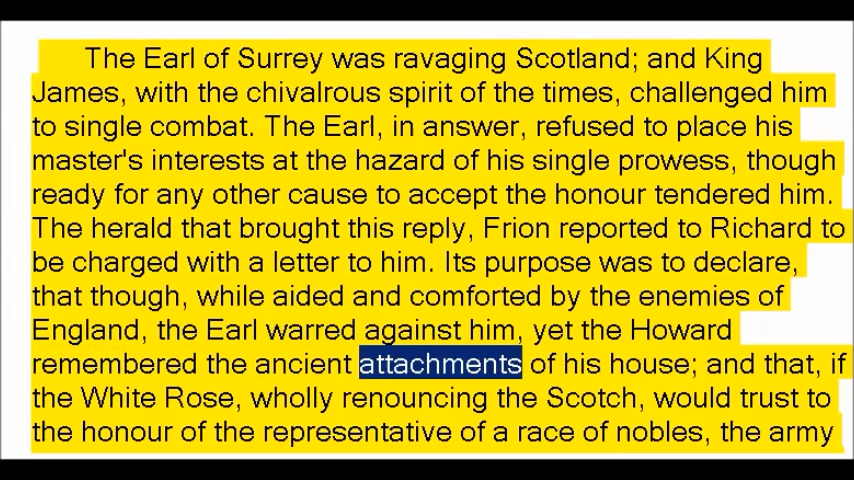 The Earl of Surrey was ravaging Scotland; and King
James, with the chivalrous spirit of the times, challenged him
to single combat. The Earl, in answer, refused to place his
master's interests at the hazard of his single prowess, though
ready for any other cause to accept the honour tendered him.
The herald that brought this reply, Frion reported to Richard to
be charged with a letter to him. Its purpose was to declare,
that though, while aided and comforted by the enemies of
England, the Earl warred against him, yet the Howard
remembered the ancient attachments of his house; and that, if
the White Rose, wholly renouncing the Scotch, would trust to
the honour of the representative of a race of nobles, the army